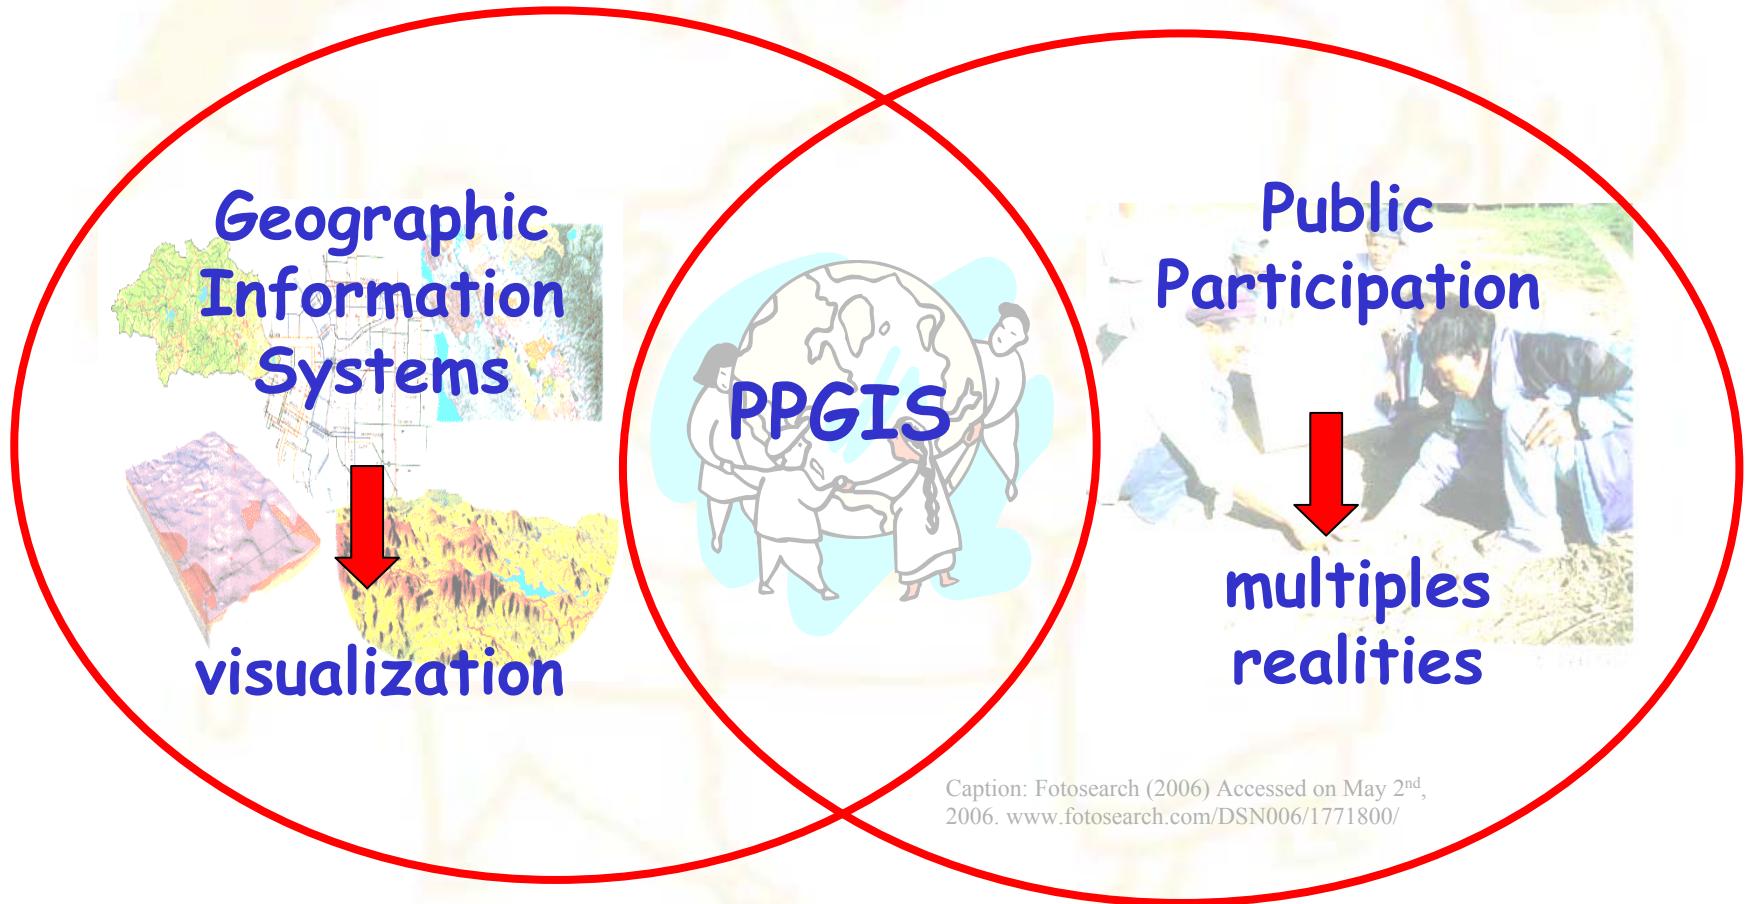 Geographic
Information
Systems
visualization
PPGIS
Public
Participation
multiples
realities
Caption: Fotosearch (2006) Accessed on May 2nd,
2006. www.fotosearch.com/DSN006/1771800/